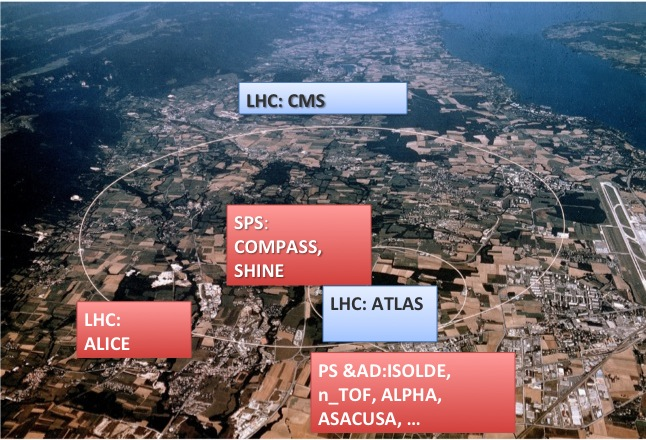 LHC: CMS
SPS:
COMPASS,
SHINE
LHC: ATLAS
LHC:
ALICE
PS &AD:ISOLDE,
n_TOF, ALPHA,
ASACUSA, ...